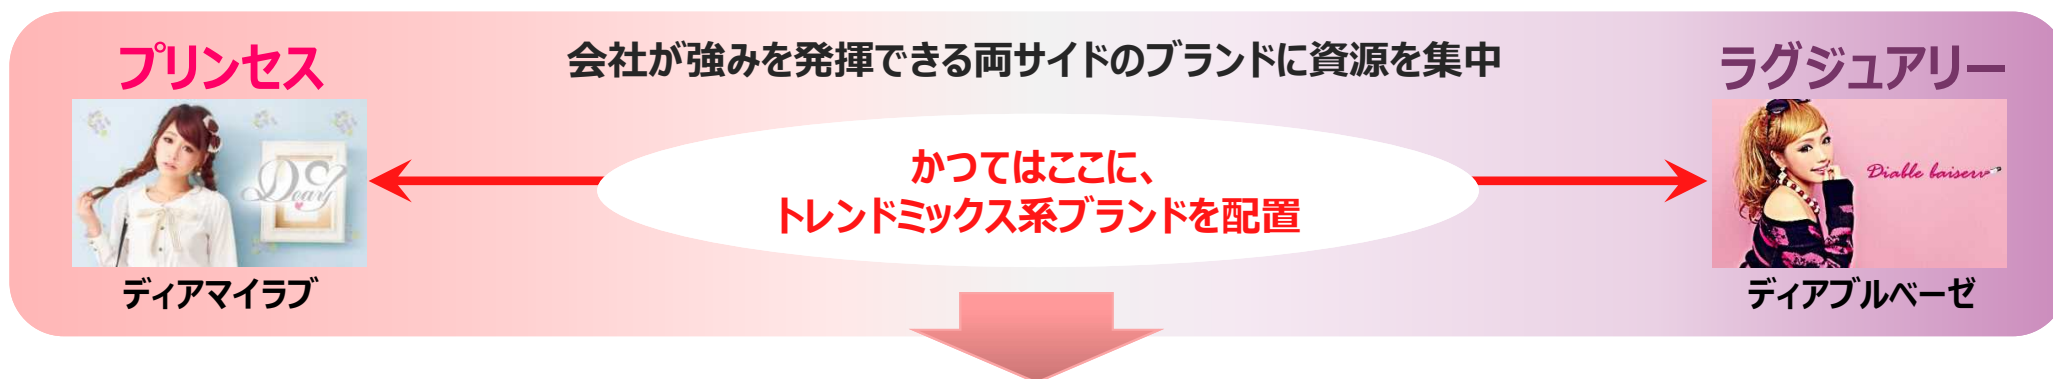 プリンセス
会社が強みを発揮できる両サイドのブランドに資源を集中
ラグジュアリー
かつてはここに、
トレンドミックス系ブランドを配置
Dearly
Diable baiser
ディアマイラブ
ディアブルベーゼ